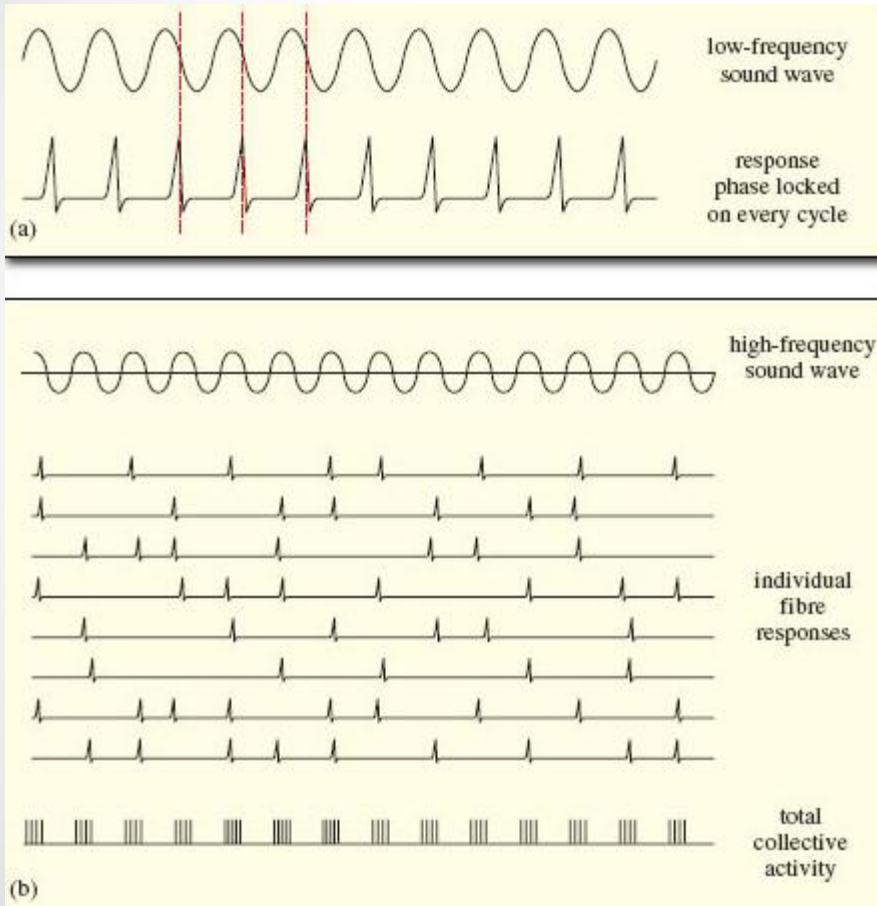 low-frequency
sound wave
response
phase locked
on every cycle
(a)
high-frequency
sound wave
individual
fibre
responses
total
collective
activity
(b)